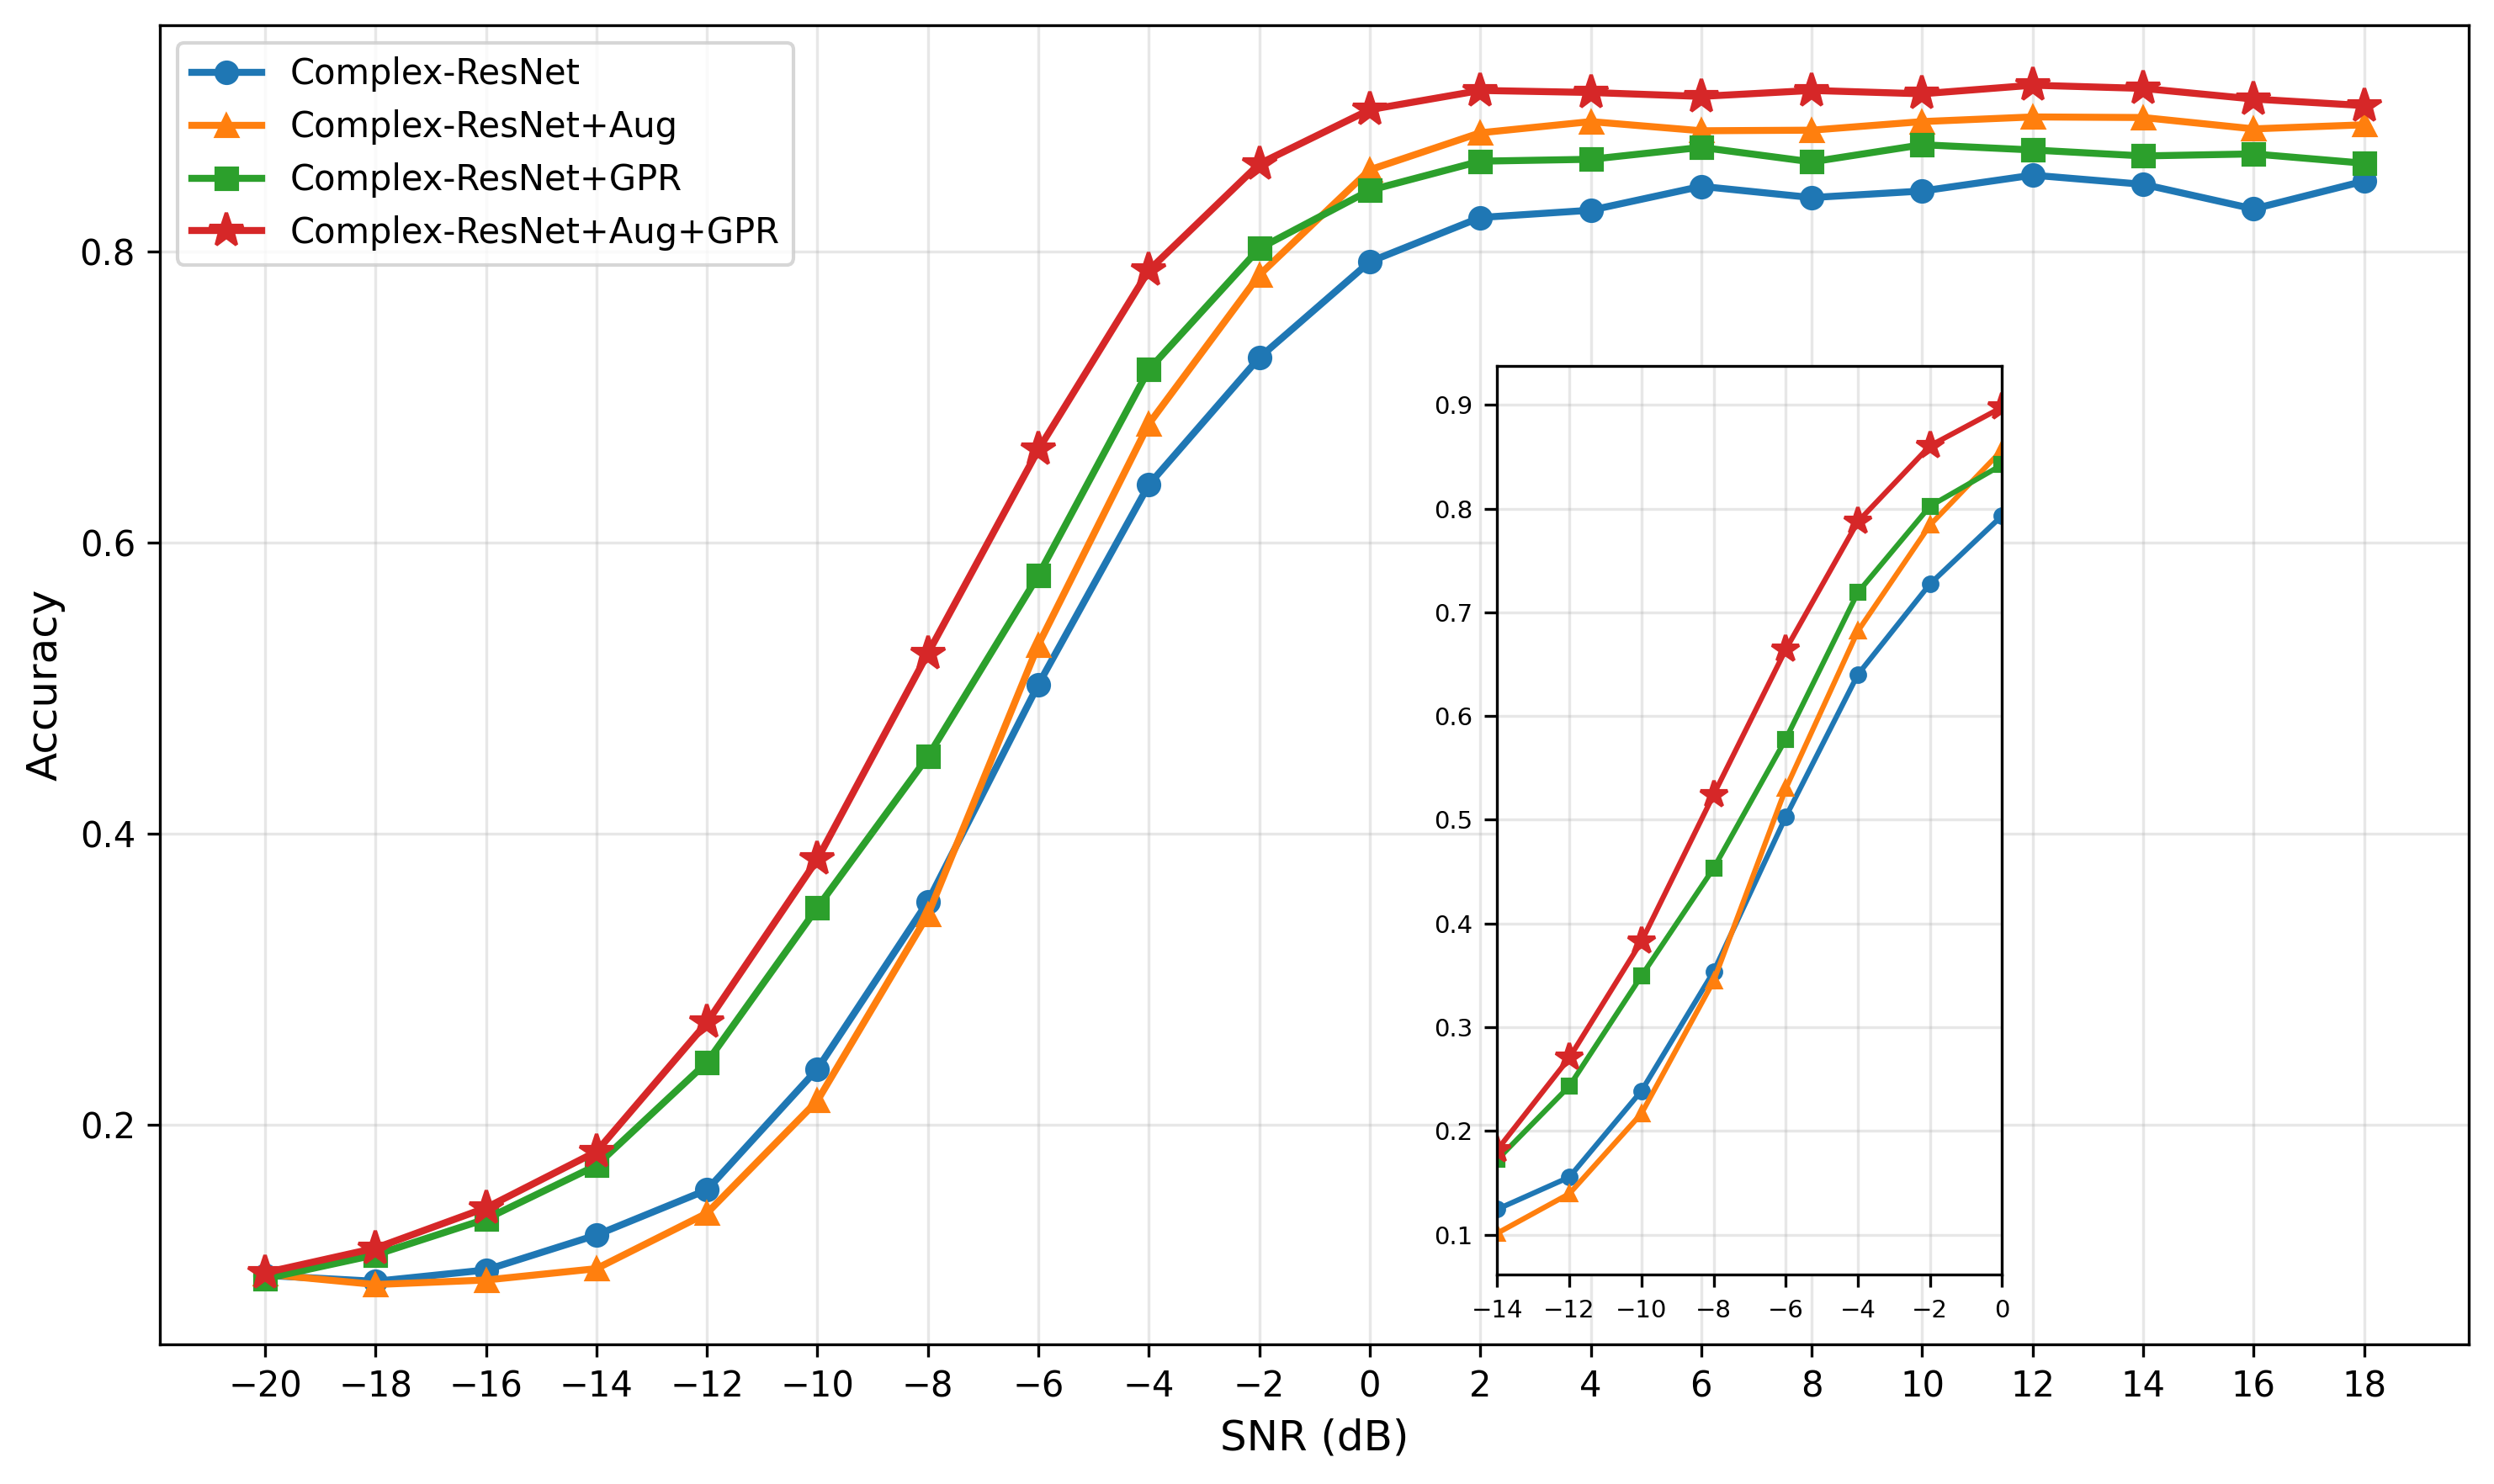 Complex-ResNet
Complex-ResNet+Aug
Complex-ResNet+GPR
Complex-ResNet+Aug+GPR
Accuracy
0.8
0.6
0.4
0.2
0.9
0.8
0.7
0.6
0.5
0.4
0.3
0.2
0.1
−14 −12 −10 −8 −6 −4 −2 0
−20 −18 −16 −14 −12 −10 −8 −6 −4 −2 0 2 4 6 8 10 12 14 16 18
SNR (dB)